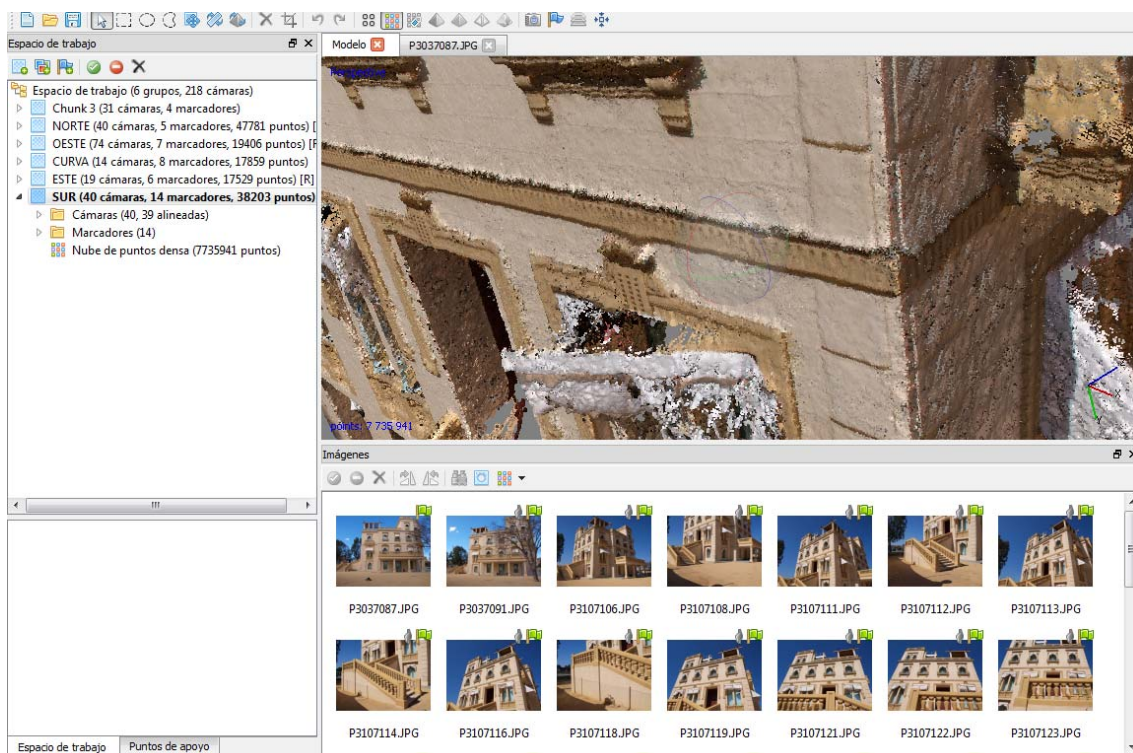 Espacio de trabajo
Modelo
P3037087.JPG
Espacio de trabajo (6 grupos, 218 cámaras)
Chunk 3 (31 cámaras, 4 marcadores)
NORTE (40 cámaras, 5 marcadores, 47781 puntos) [
OESTE (74 cámaras, 7 marcadores, 19406 puntos) [R
CURVA (14 cámaras, 8 marcadores, 17859 puntos)
ESTE (19 cámaras, 6 marcadores, 17529 puntos) [R]
SUR (40 cámaras, 14 marcadores, 38203 puntos)
Cámaras (40, 39 alineadas)
Marcadores (14)
Nube de puntos densa (7735941 puntos)
points: 7 735 941
Imágenes
P3037087.JPG P3037091.JPG P3107106.JPG P3107108.JPG P3107111.JPG P3107112.JPG P3107113.JPG
P3107114.JPG P3107116.JPG P3107118.JPG P3107119.JPG P3107121.JPG P3107122.JPG P3107123.JPG
Espacio de trabajo
Puntos de apoyo